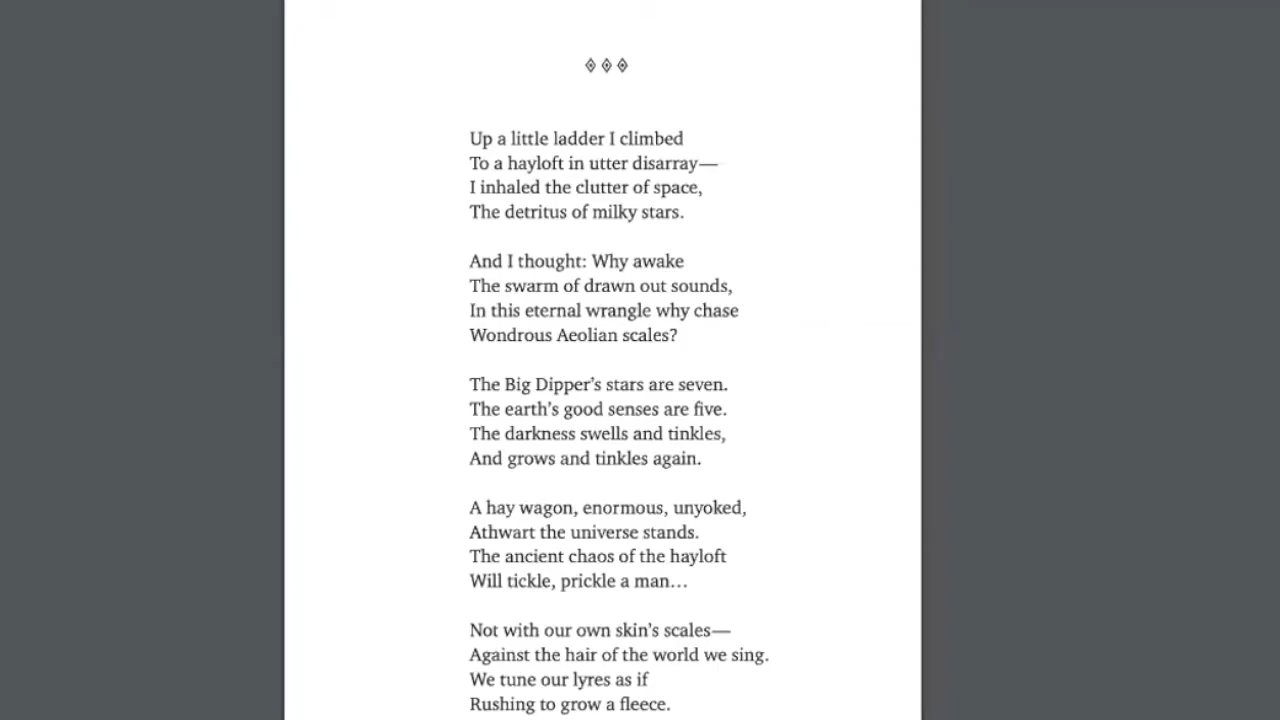 Up a little ladder I climbed
To a hayloft in utter disarray—
I inhaled the clutter of space,
The detritus of milky stars.
And I thought: Why awake
The swarm of drawn out sounds,
In this eternal wrangle why chase
Wondrous Aeolian scales?
The Big Dipper’s stars are seven.
The earth’s good senses are five.
The darkness swells and tinkles,
And grows and tinkles again.
A hay wagon, enormous, unyoked,
Athwart the universe stands.
The ancient chaos of the hayloft
Will tickle, prickle a man…
Not with our own skin’s scales—
Against the hair of the world we sing.
We tune our lyres as if
Rushing to grow a fleece.